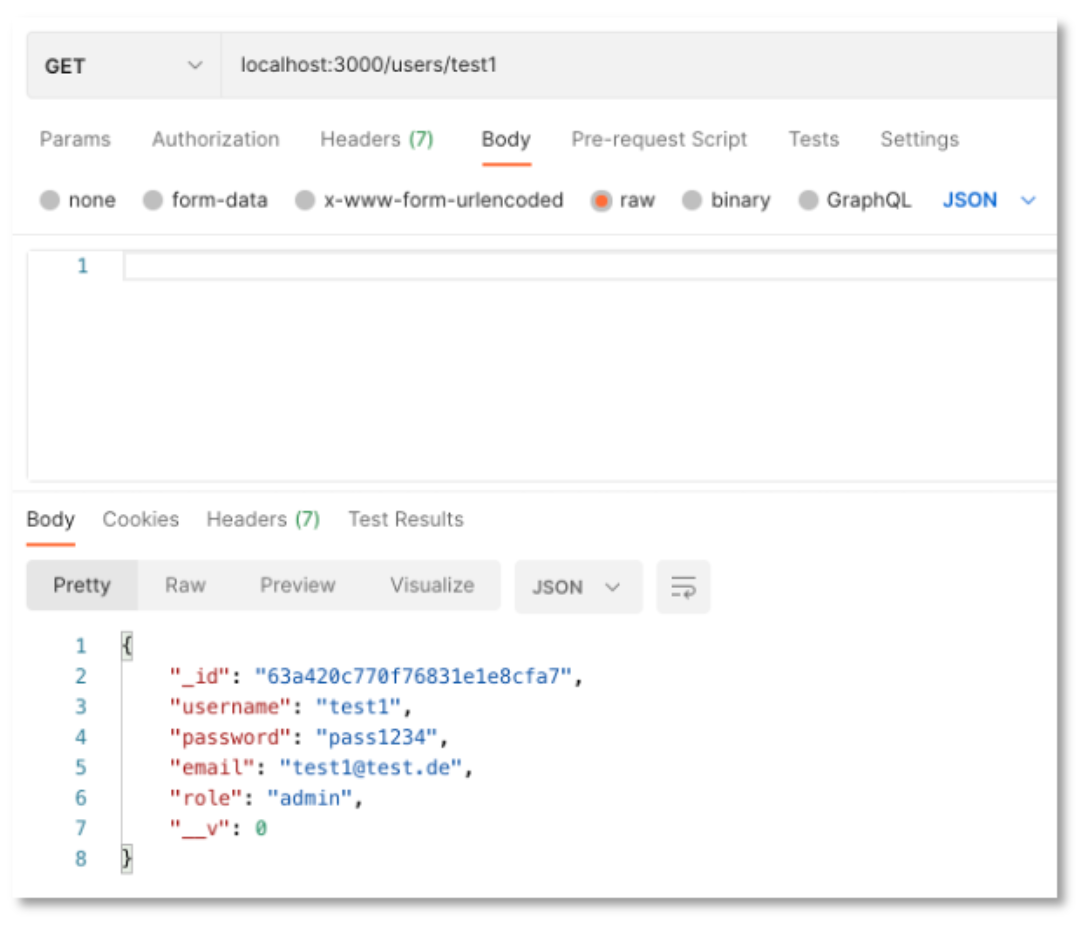 GET localhost:3000/users/test1
Params Authorization Headers (7) Body Pre-request Script Tests Settings
none form-data x-www-form-urlencoded raw binary GraphQL JSON
1
Body Cookies Headers (7) Test Results
Pretty Raw Preview Visualize JSON
1 {
2 "_id": "63a420c770f76831e1e8cfa7",
3 "username": "test1",
4 "password": "pass1234",
5 "email": "test1@test.de",
6 "role": "admin",
7 "__v": 0
8 }